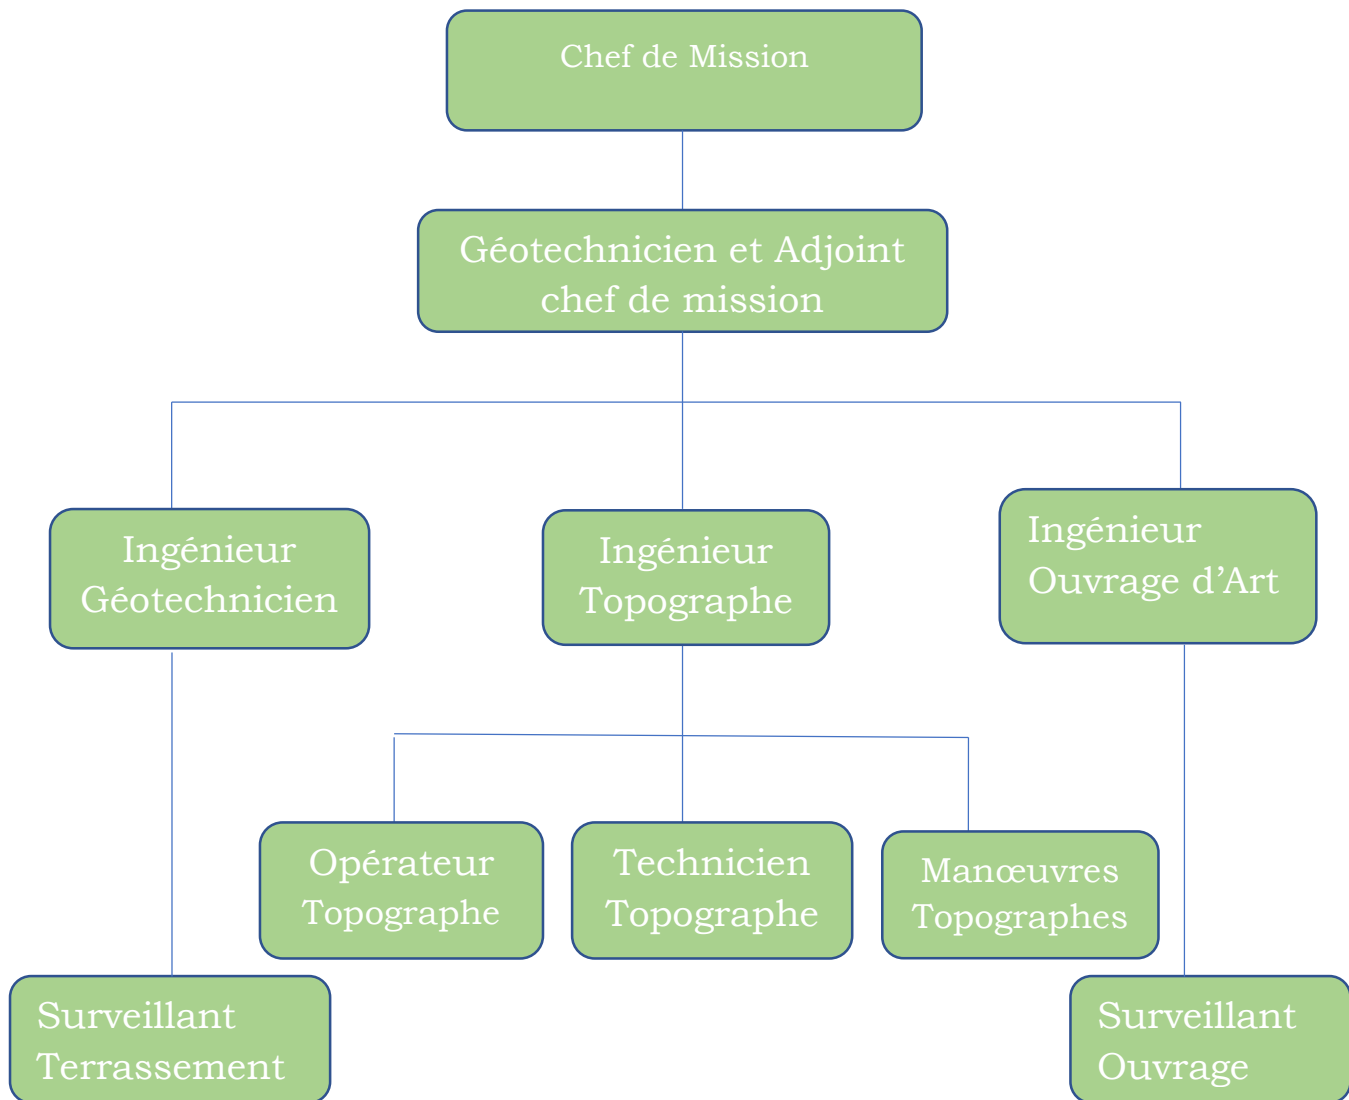 Chef de Mission
Géotechnicien et Adjoint
chef de mission
Ingénieur
Géotechnicien
Ingénieur
Topographe
Ingénieur
Ouvrage d’Art
Opérateur
Topographe
Technicien
Topographe
Manœuvres
Topographes
Surveillant
Terrassement
Surveillant
Ouvrage